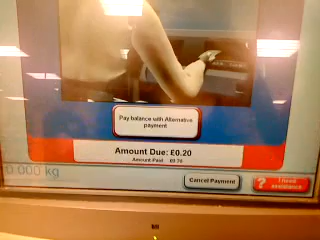 Pay balance with Alternative
payment
Amount Due: £0.20
Amount Paid £0.70
0.000 kg
Cancel Payment
? I need
assistance